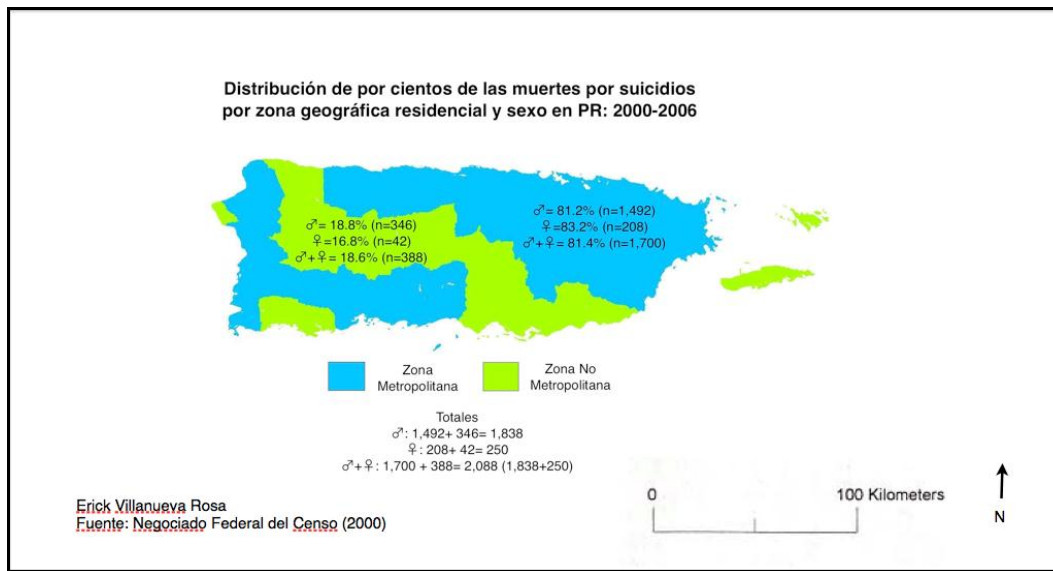 Distribución de por cientos de las muertes por suicidios
por zona geográfica residencial y sexo en PR: 2000-2006
♂= 18.8% (n=346)
♀=16.8% (n=42)
♂+♀= 18.6% (n=388)
♂= 81.2% (n=1,492)
♀=83.2% (n=208)
♂+♀= 81.4% (n=1,700)
Zona
Metropolitana
Zona No
Metropolitana
Totales
♂: 1,492+ 346= 1,838
♀: 208+ 42= 250
♂+♀: 1,700 + 388= 2,088 (1,838+250)
Erick Villanueva Rosa
Fuente: Negociado Federal del Censo (2000)
0 100 Kilometers
N